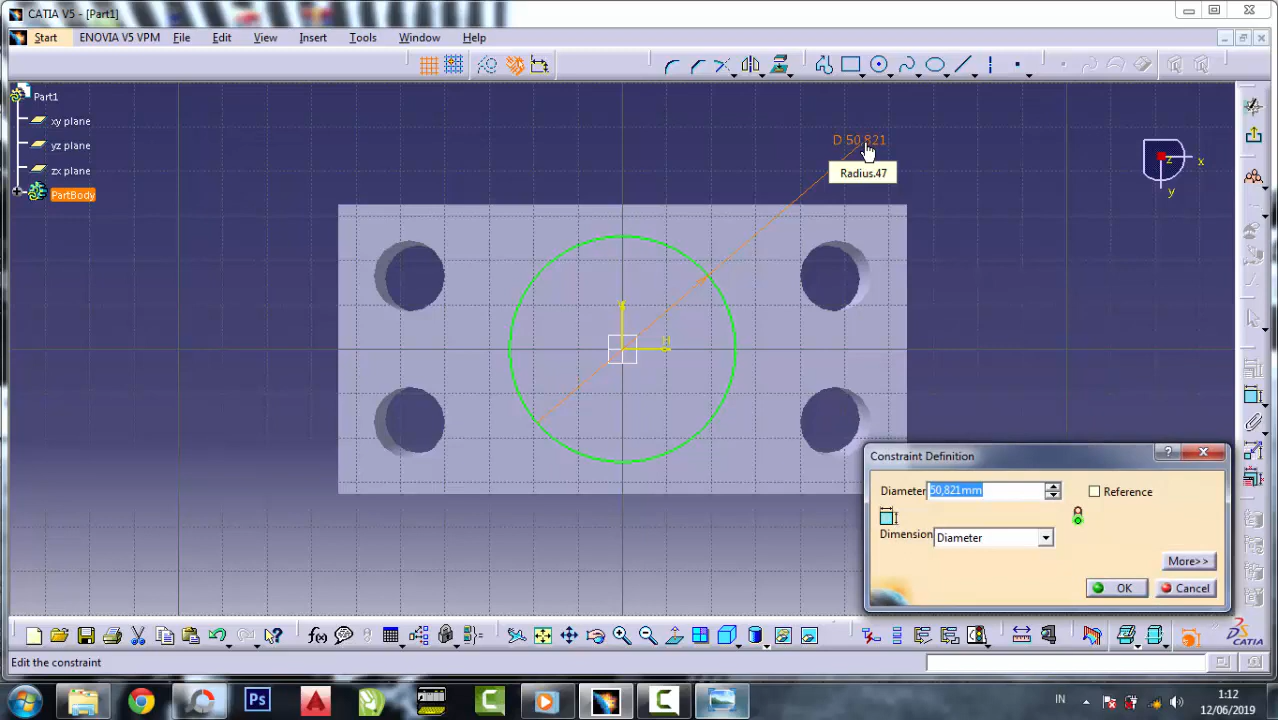 CATIA V5 - [Part1]
Start ENOVIA V5 VPM File Edit View Insert Tools Window Help
Part1
xy plane
yz plane
zx plane
PartBody
D 50,821
Radius.47
z x
y
H
Constraint Definition
Diameter 50,821mm Reference
Dimension Diameter
More>>
OK Cancel
f(x)
CATIA
Edit the constraint
Ps A C C
IN 1:12
12/06/2019